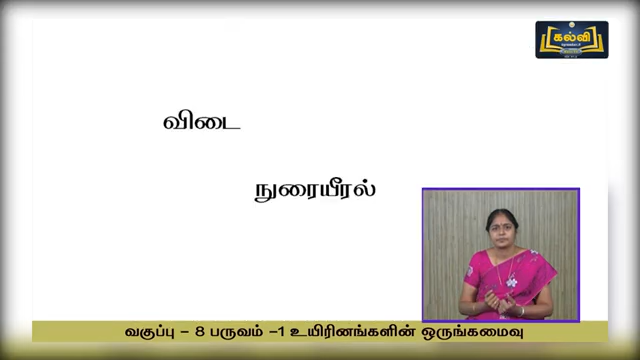 கல்வி
விடை
நுரையீரல்
வகுப்பு - 8 பருவம் -1 உயிரினங்களின் ஒருங்கமைவு